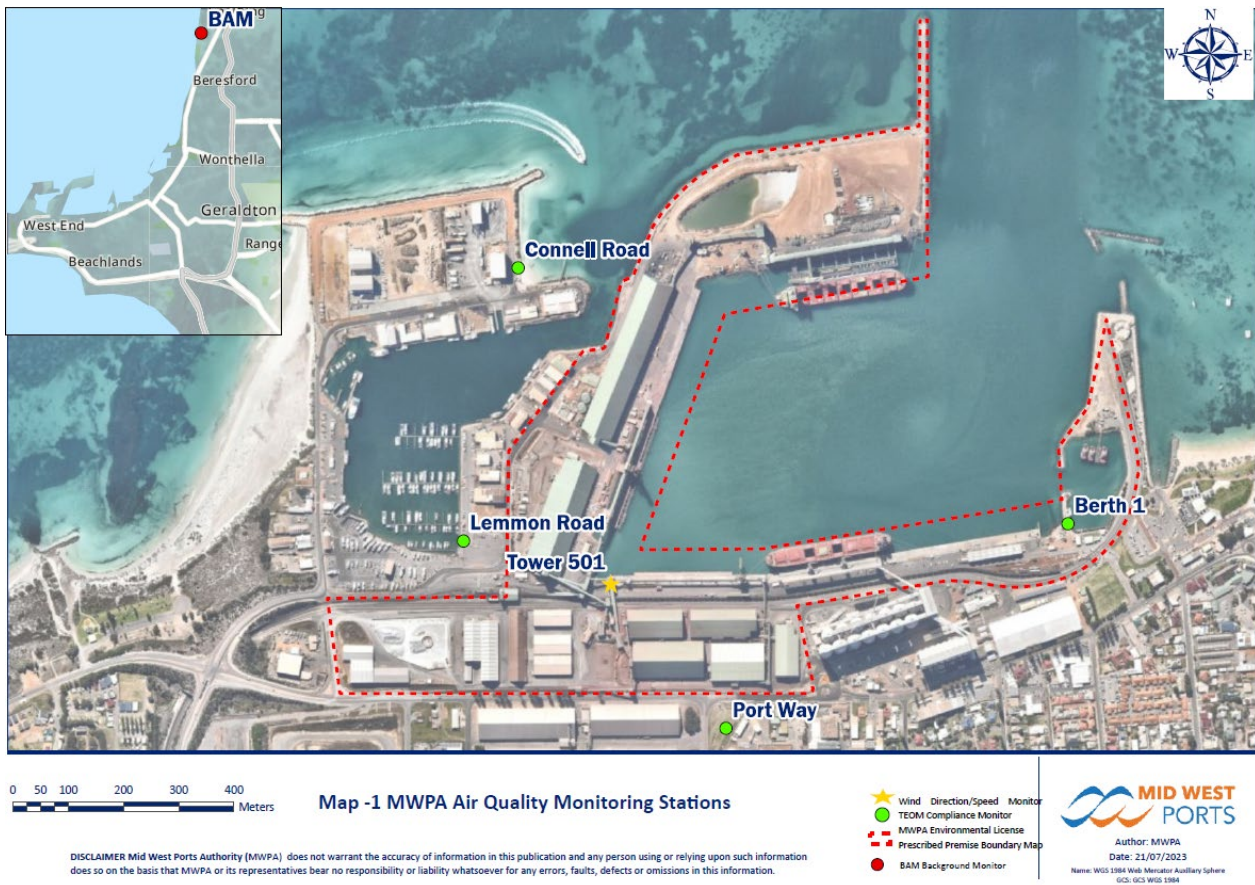 BAM
ng
Beresford
Wonthella
Geraldton
West End
Range
Beachlands
N
W E
S
Connell Road
Lemmon Road
Tower 501
Berth 1
Port Way
0 50 100 200 300 400
Meters
Map -1 MWPA Air Quality Monitoring Stations
Wind Direction/Speed Monitor
TEOM Compliance Monitor
MWPA Environmental License
Prescribed Premise Boundary Map
BAM Background Monitor
MID WEST
PORTS
Author: MWPA
Date: 21/07/2023
Name: WGS 1984 Web Mercator Auxiliary Sphere
GCS: GCS WGS 1984
DISCLAIMER Mid West Ports Authority (MWPA) does not warrant the accuracy of information in this publication and any person using or relying upon such information
does so on the basis that MWPA or its representatives bear no responsibility or liability whatsoever for any errors, faults, defects or omissions in this information.